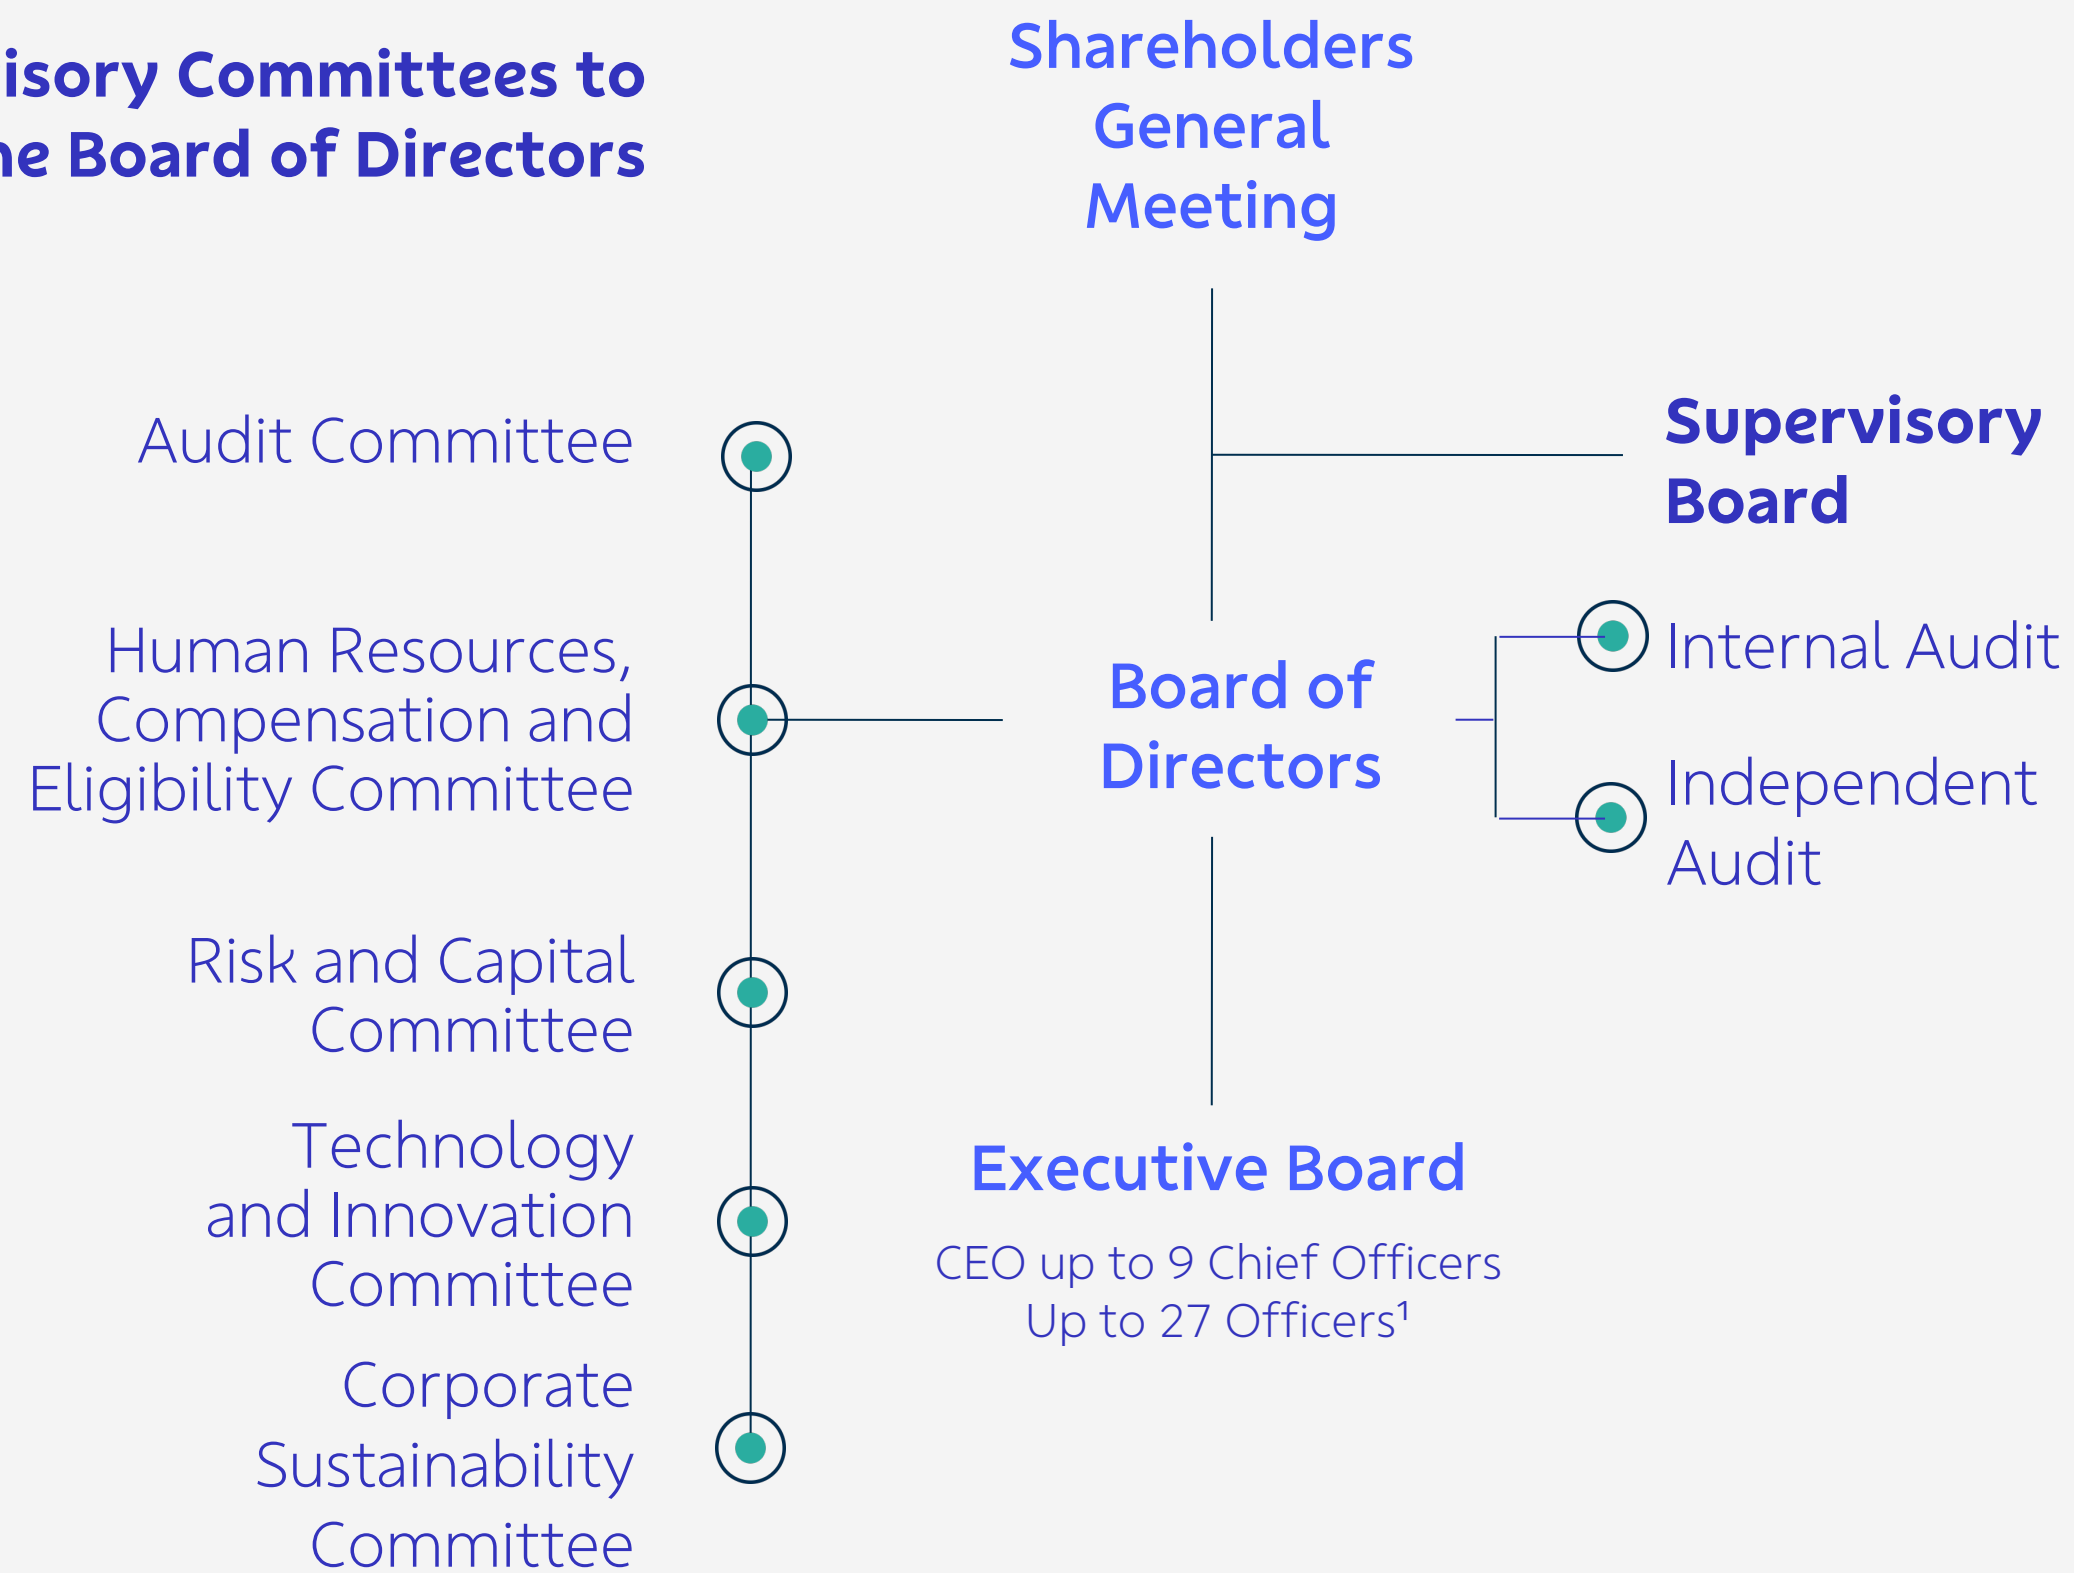 Committees to
Board of Directors
Audit Committee
Human Resources,
Compensation and
Eligibility Committee
Risk and Capital
Committee
Technology
and Innovation
Committee
Corporate
Sustainability
Committee
Shareholders
General
Meeting
Board of
Directors
Executive Board
CEO up to 9 Chief Officers
Up to 27 Officers¹
Supervisory
Board
Internal Audit
Independent
Audit